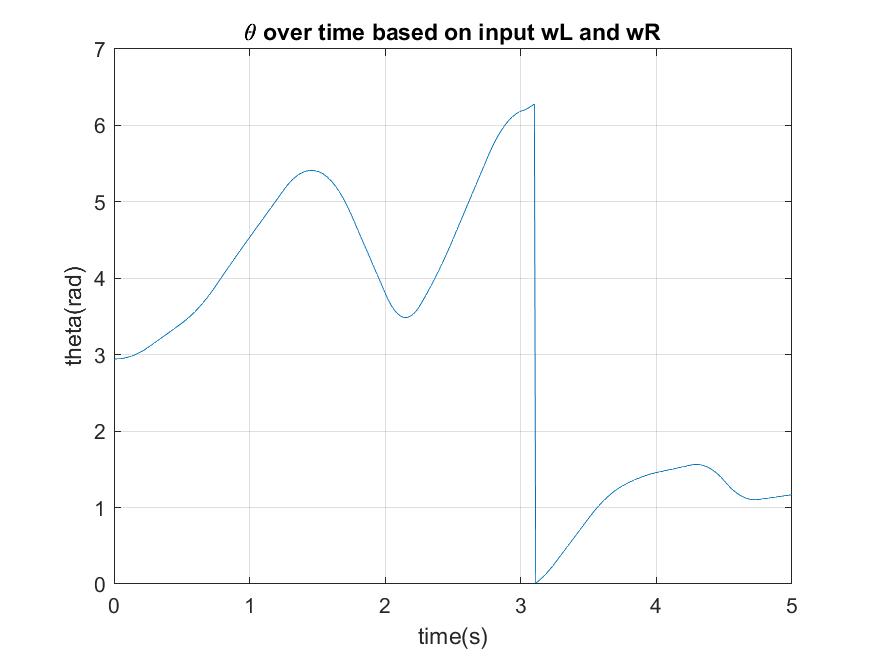 θ over time based on input wL and wR
7
6
5
4
3
2
1
0
theta(rad)
0 1 2 3 4 5
time(s)